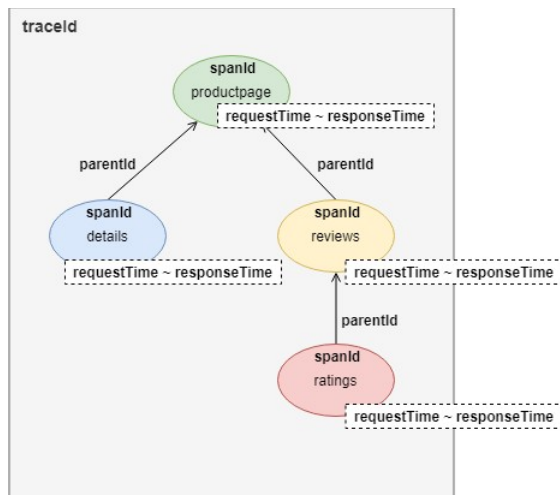 traceId
spanId
productpage
requestTime ~ responseTime
parentId
parentId
spanId
details
requestTime ~ responseTime
spanId
reviews
requestTime ~ responseTime
parentId
spanId
ratings
requestTime ~ responseTime